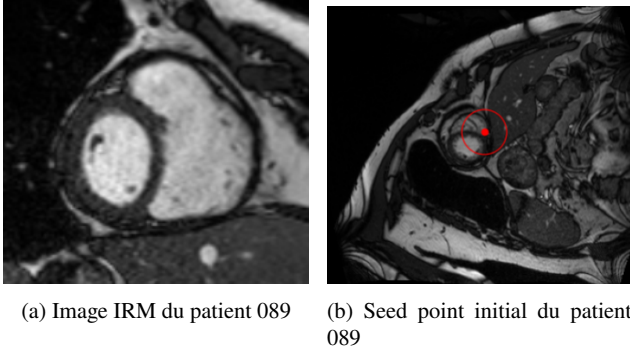 (a) Image IRM du patient 089
(b) Seed point initial du patient
089